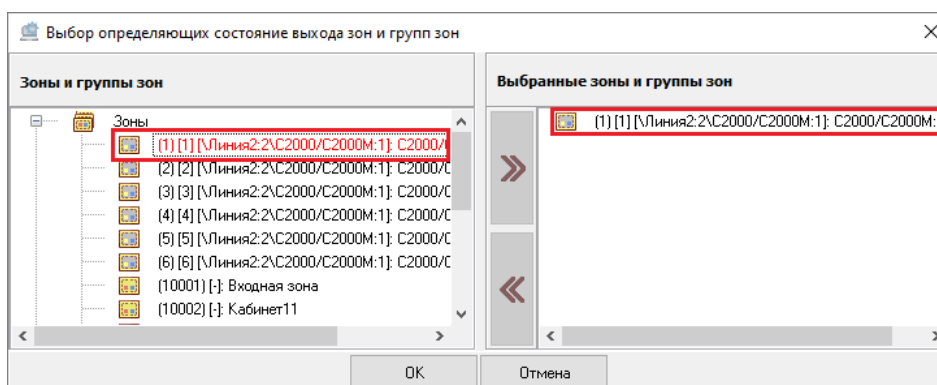 Выбор определяющих состояние выхода зон и групп зон
Зоны и группы зон
Зоны
(1) [1] [\Линия2:2\С2000/С2000М:1]: С2000/
(2) [2] [\Линия2:2\С2000/С2000М:1]: С2000/С
(3) [3] [\Линия2:2\С2000/С2000М:1]: С2000/С
(4) [4] [\Линия2:2\С2000/С2000М:1]: С2000/С
(5) [5] [\Линия2:2\С2000/С2000М:1]: С2000/С
(6) [6] [\Линия2:2\С2000/С2000М:1]: С2000/С
(10001) [-]: Входная зона
(10002) [-]: Кабинет11
Выбранные зоны и группы зон
(1) [1] [\Линия2:2\С2000/С2000М:1]: С2000/С2000М:
OK
Отмена